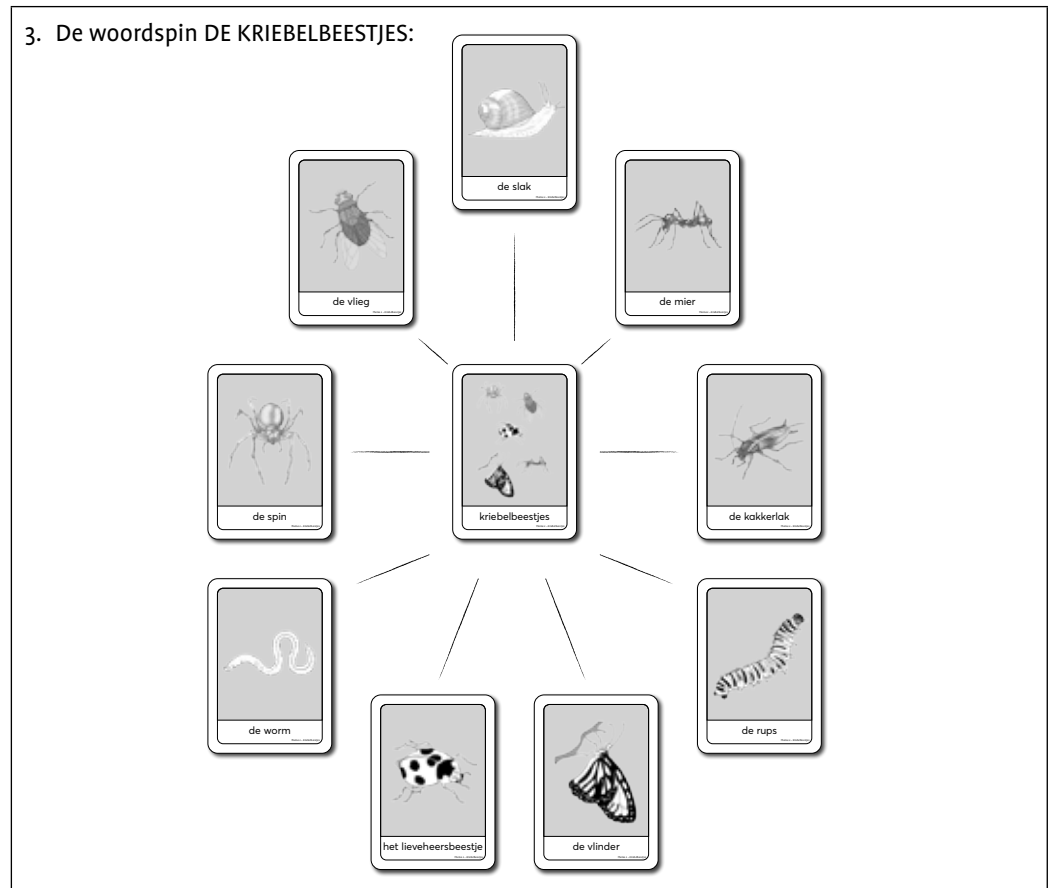 3. De woordspin DE KRIEBELBEESTJES:
de slak
de vlieg
de mier
de spin
kriebelbeestjes
de kakkerlak
de worm
de rups
het lieveheersbeestje
de vlinder